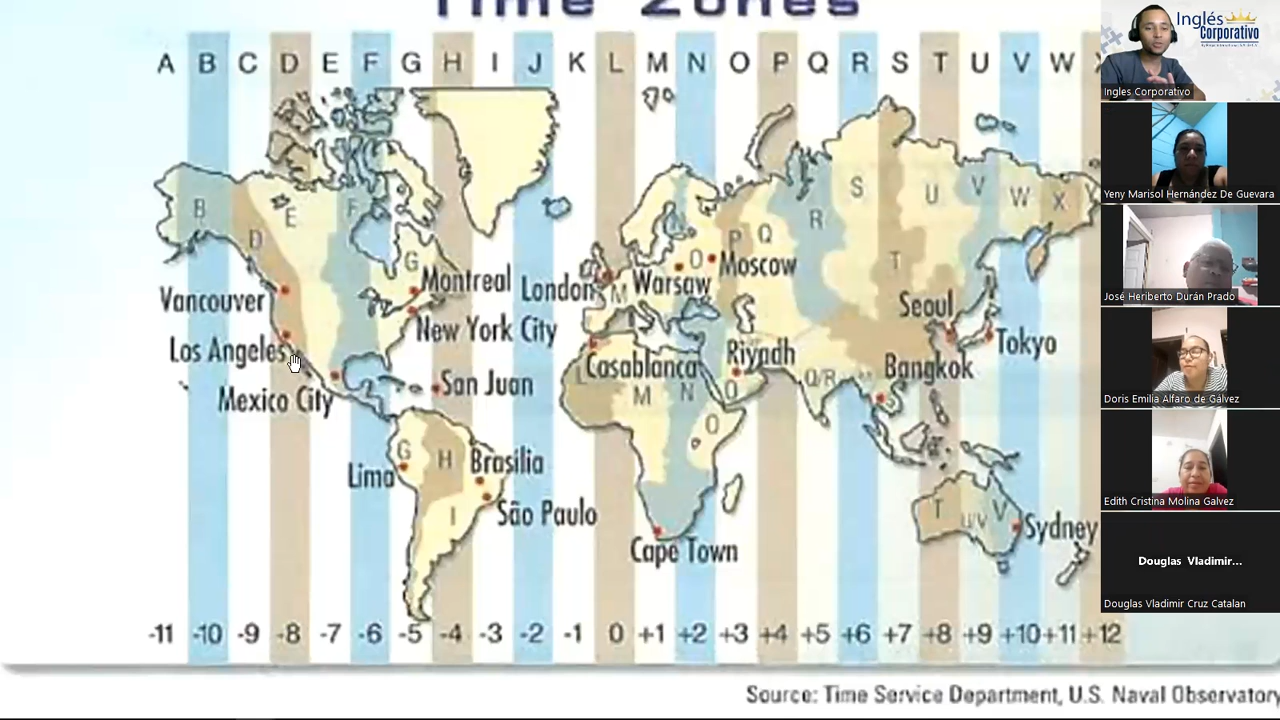 Time Zones
A B C D E F G H I J K L M N O P Q R S T U V W X
B D E F G
P Q R S T U V W X Y
O
M
Vancouver
Montreal
London
Warsaw
Moscow
Los Angeles
New York City
Casablanca
Riyadh
Seoul
Tokyo
Mexico City
San Juan
Bangkok
L M N O Q/R S
O
G H I
Lima
Brasilia
São Paulo
Cape Town
T U/V V
Sydney
-11 -10 -9 -8 -7 -6 -5 -4 -3 -2 -1 0 +1 +2 +3 +4 +5 +6 +7 +8 +9 +10 +11 +12
Source: Time Service Department, U.S. Naval Observatory
Inglés
Corporativo
Ingles Corporativo
Yeny Marisol Hernández De Guevara
José Heriberto Durán Prado
Doris Emilia Alfaro de Gálvez
Edith Cristina Molina Galvez
Douglas Vladimir...
Douglas Vladimir Cruz Catalan